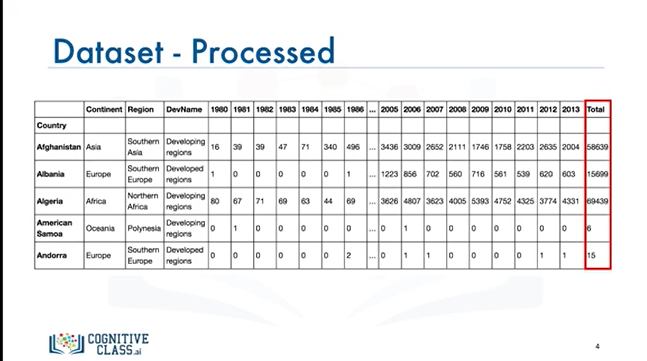 Dataset - Processed
Continent Region DevName 1980 1981 1982 1983 1984 1985 1986 ... 2005 2006 2007 2008 2009 2010 2011 2012 2013 Total
Country
Afghanistan Asia Southern Asia Developing regions 16 39 39 47 71 340 496 ... 3436 3009 2652 2111 1746 1758 2203 2635 2004 58639
Albania Europe Southern Europe Developed regions 1 0 0 0 0 0 1 ... 1223 856 702 560 716 561 539 620 603 15699
Algeria Africa Northern Africa Developing regions 80 67 71 69 63 44 69 ... 3626 4807 3623 4005 5393 4752 4325 3774 4331 69439
American Samoa Oceania Polynesia Developing regions 0 1 0 0 0 0 0 ... 0 1 0 0 0 0 0 0 0 6
Andorra Europe Southern Europe Developed regions 0 0 0 0 0 0 2 ... 0 1 1 0 0 0 0 1 1 15
COGNITIVE
CLASS.ai
4